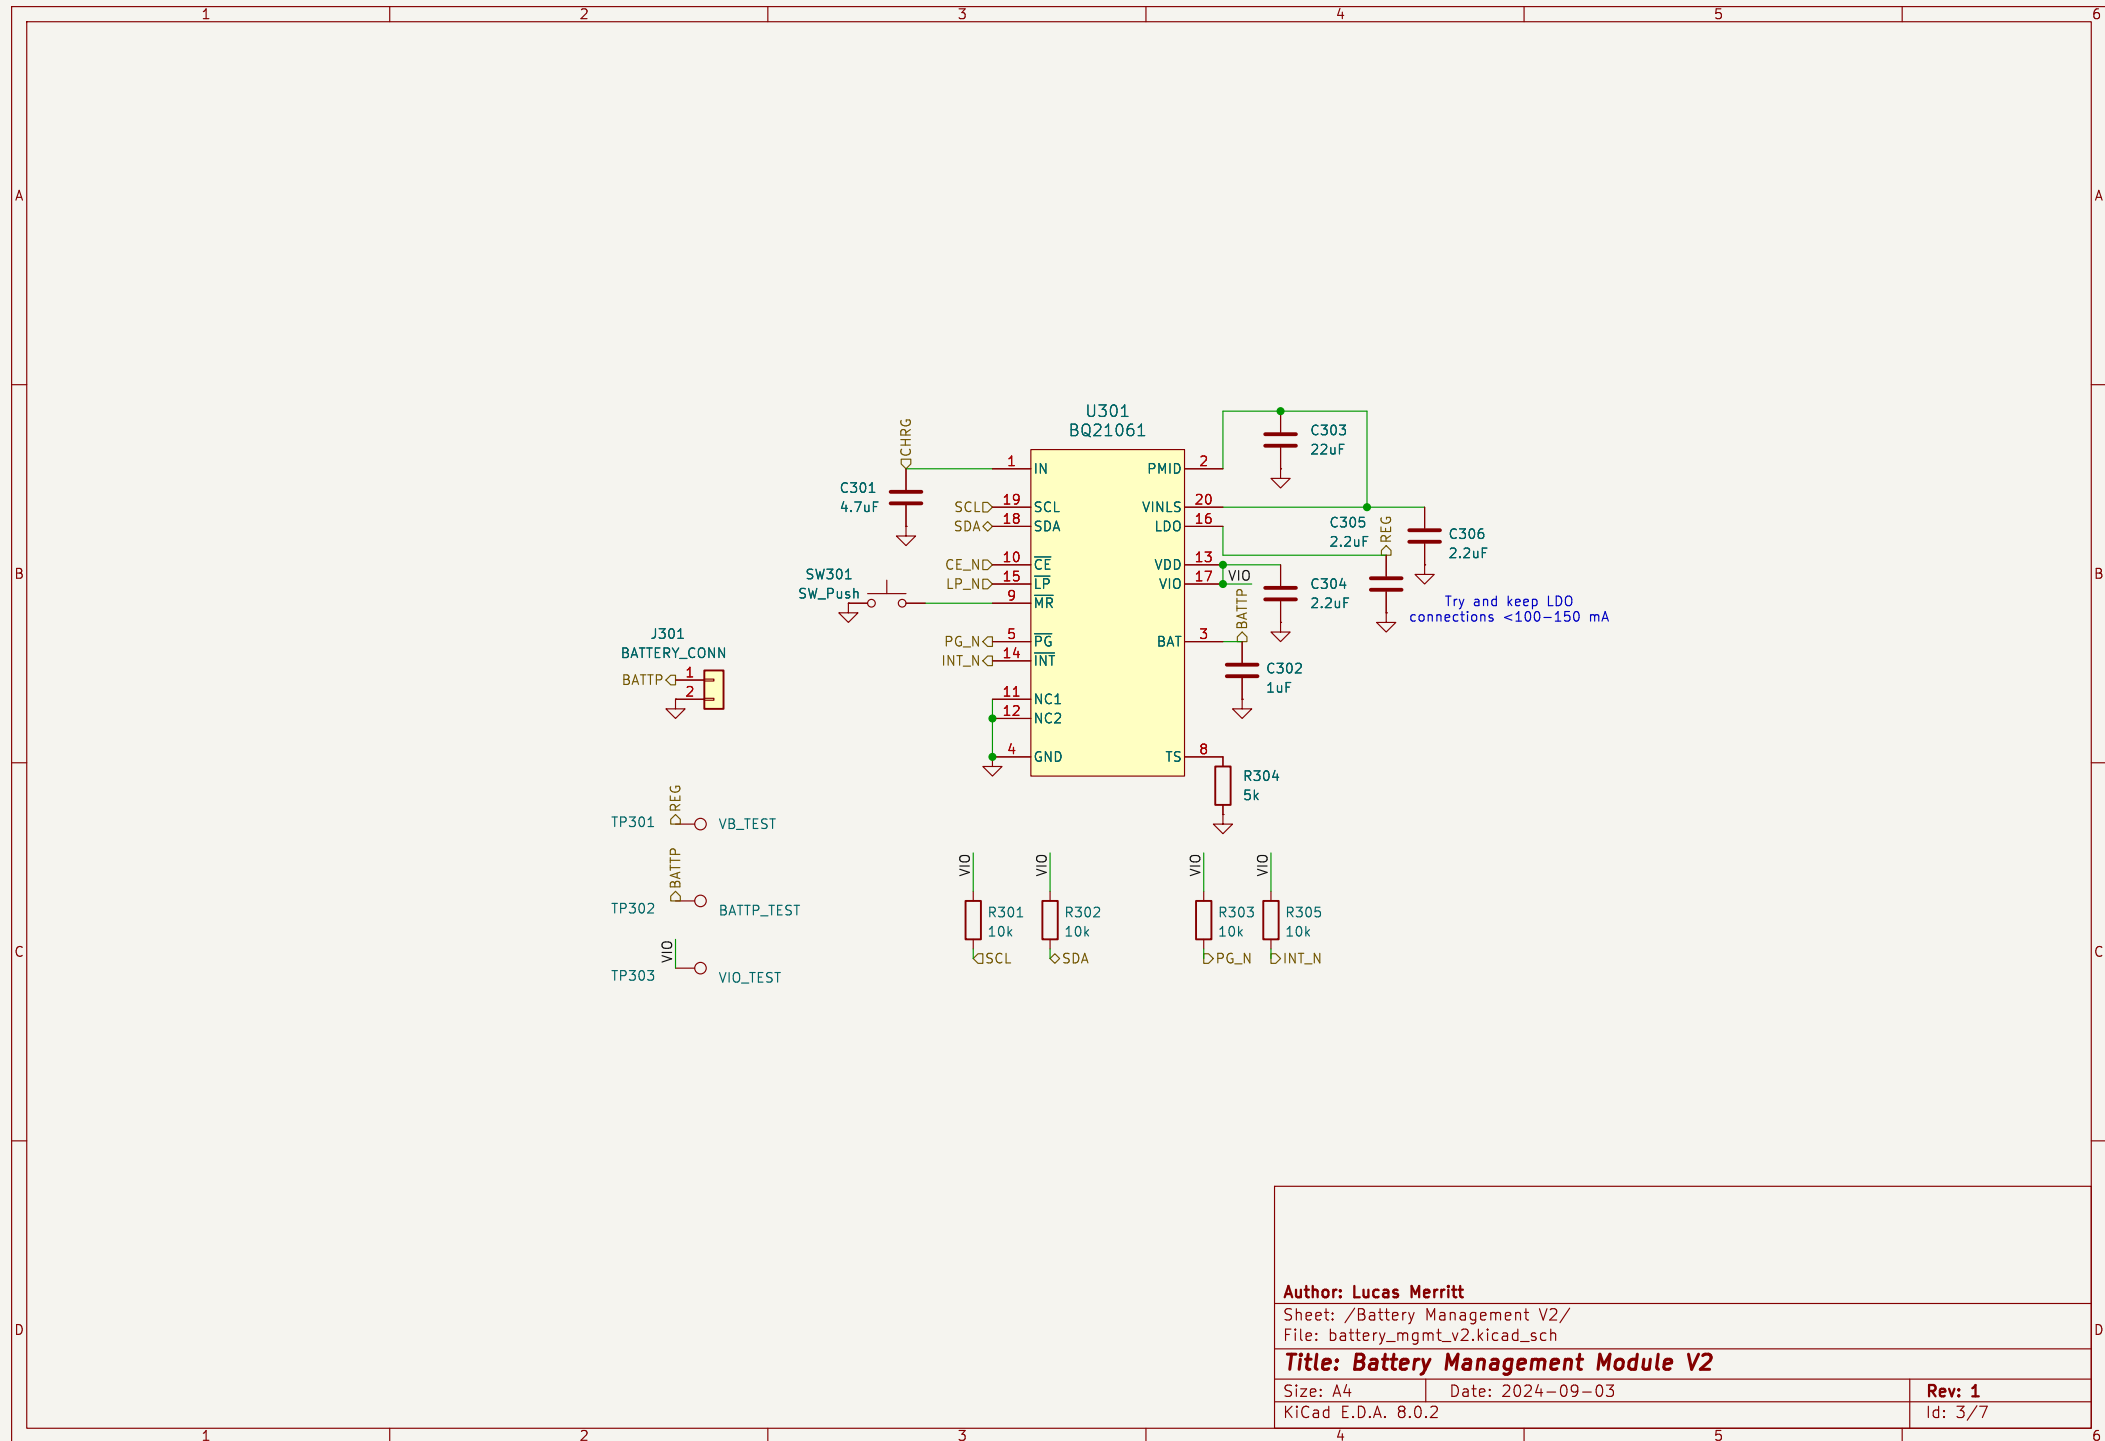 1 2 3 4 5 6
A A
B B
C C
D D
U301
BQ21061
CHRG
C301
4.7uF
1 IN
19 SCL
18 SDA
10 CE
15 LP
9 MR
5 PG
14 INT
11 NC1
12 NC2
4 GND
SCL
SDA
CE_N
LP_N
PG_N
INT_N
SW301
SW_Push
PMID 2
VINLS 20
LDO 16
VDD 13
VIO 17
BAT 3
TS 8
C303
22uF
C305
2.2uF
REG
C306
2.2uF
VIO
C304
2.2uF
BATTP
Try and keep LDO
connections <100-150 mA
C302
1uF
R304
5k
J301
BATTERY_CONN
BATTP 1
2
REG
TP301 VB_TEST
BATTP
TP302 BATTP_TEST
VIO
TP303 VIO_TEST
VIO VIO VIO VIO
R301 R302 R303 R305
10k 10k 10k 10k
SCL SDA PG_N INT_N
Author: Lucas Merritt
Sheet: /Battery Management V2/
File: battery_mgmt_v2.kicad_sch
Title: Battery Management Module V2
Size: A4 Date: 2024-09-03 Rev: 1
KiCad E.D.A. 8.0.2 Id: 3/7
1 2 3 4 5 6